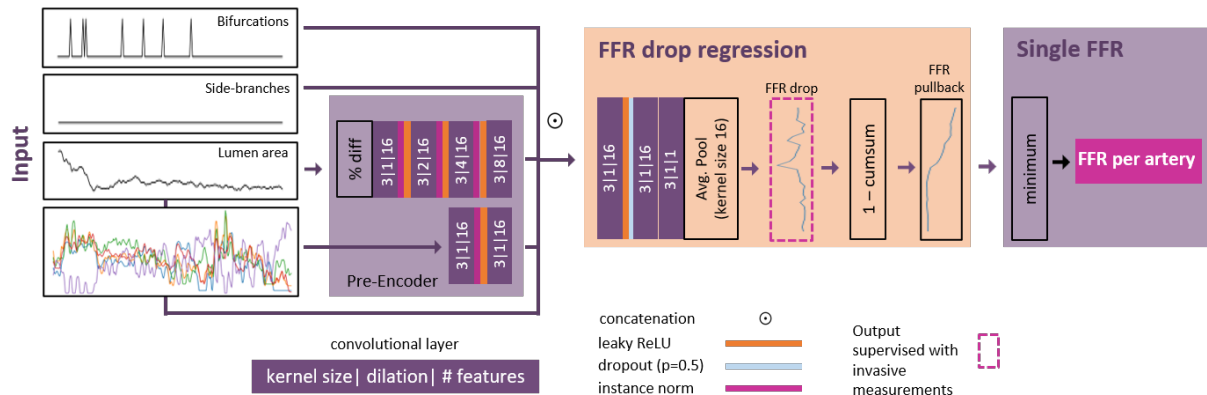 Input
Bifurcations
Side-branches
Lumen area
% diff
3|1|16
3|2|16
3|4|16
3|8|16
3|1|16
3|1|16
Pre-Encoder
FFR drop regression
3|1|16
3|1|16
3|1|1
Avg. Pool
(kernel size 16)
FFR drop
1 – cumsum
FFR
pullback
Single FFR
minimum
FFR per artery
convolutional layer
kernel size| dilation| # features
concatenation
leaky ReLU
dropout (p=0.5)
instance norm
Output
supervised with
invasive
measurements